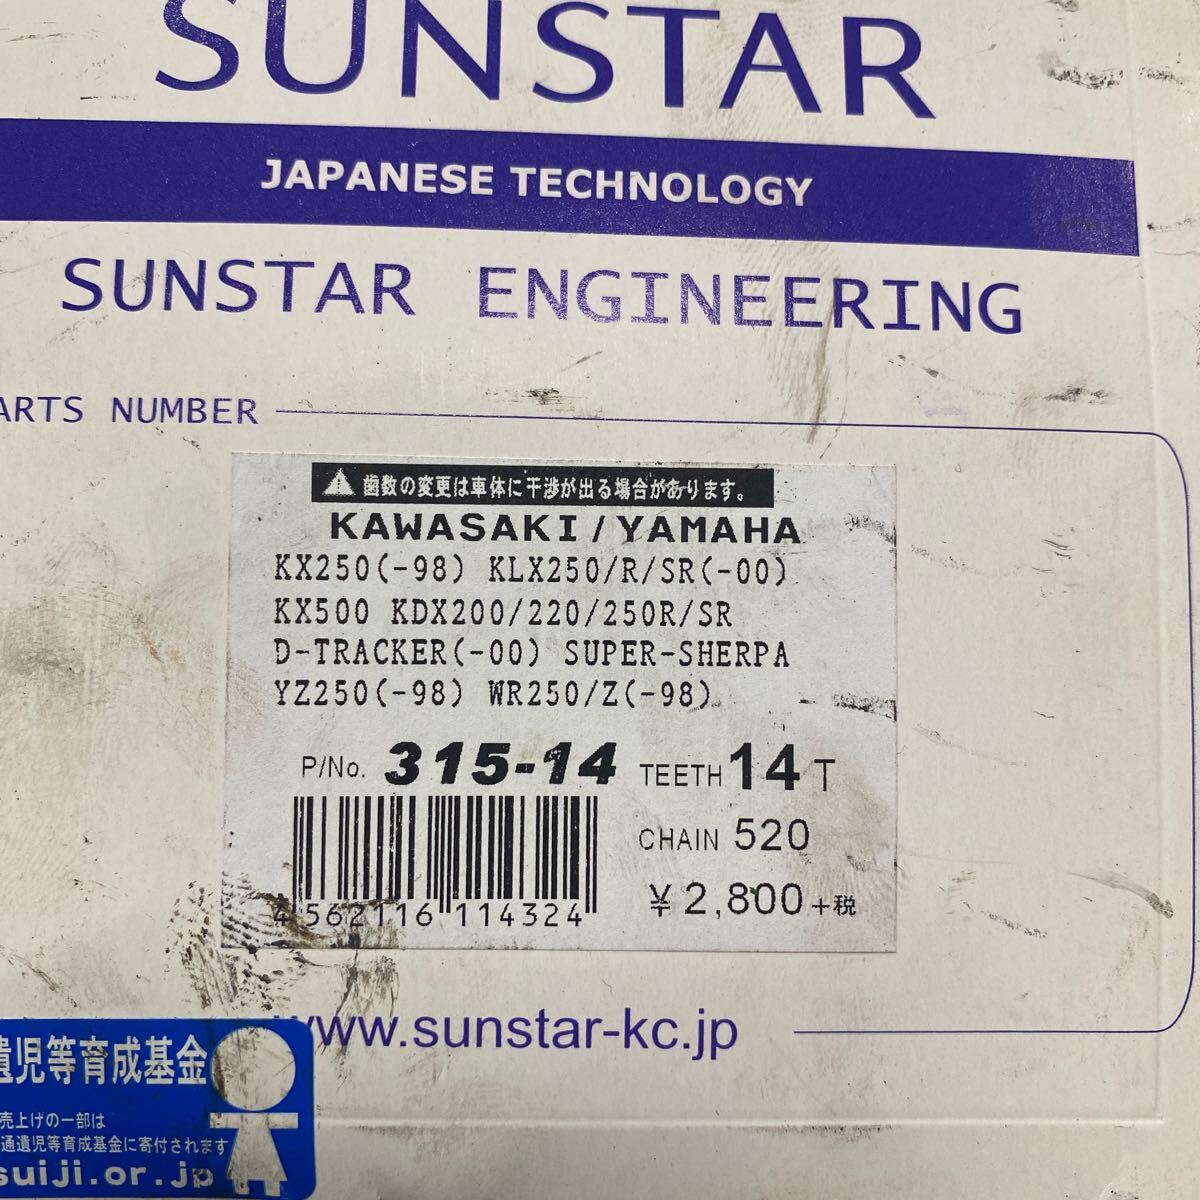 SUNSTAR
JAPANESE TECHNOLOGY
SUNSTAR ENGINEERING
ARTS NUMBER
歯数の変更は車体に干渉が出る場合があります。
KAWASAKI/YAMAHA
KX250(-98) KLX250/R/SR(-00)
KX500 KDX200/220/250R/SR
D-TRACKER(-00) SUPER-SHERPA
YZ250(-98) WR250/Z(-98)
P/No. 315-14 TEETH 14 T
CHAIN 520
4 562116 114324
¥ 2,800+税
www.sunstar-kc.jp
遺児等育成基金
売上げの一部は
通遺児等育成基金に寄付されます
suiji.or.jp